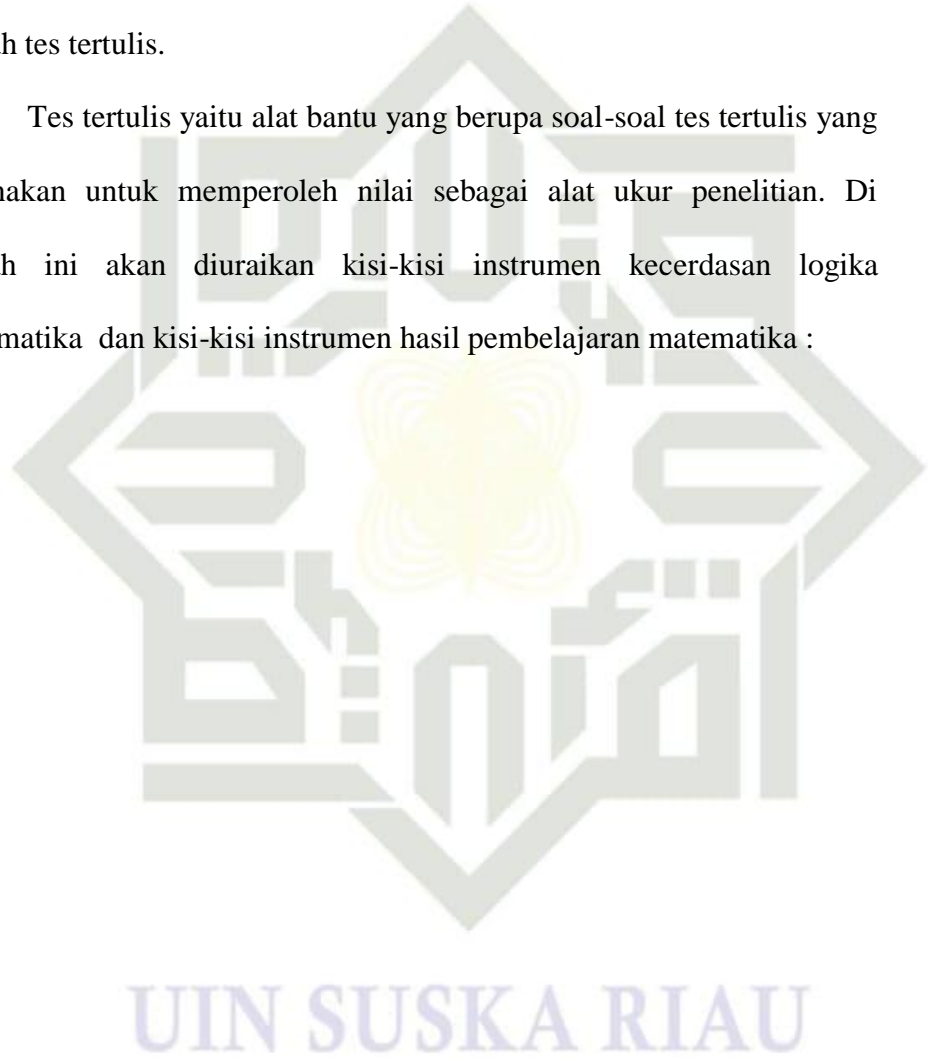 h tes tertulis.
Tes tertulis yaitu alat bantu yang berupa soal-soal tes tertulis yang
nakan untuk memperoleh nilai sebagai alat ukur penelitian. Di
h ini akan diuraikan kisi-kisi instrumen kecerdasan logika
matika dan kisi-kisi instrumen hasil pembelajaran matematika :
UIN SUSKA RIAU